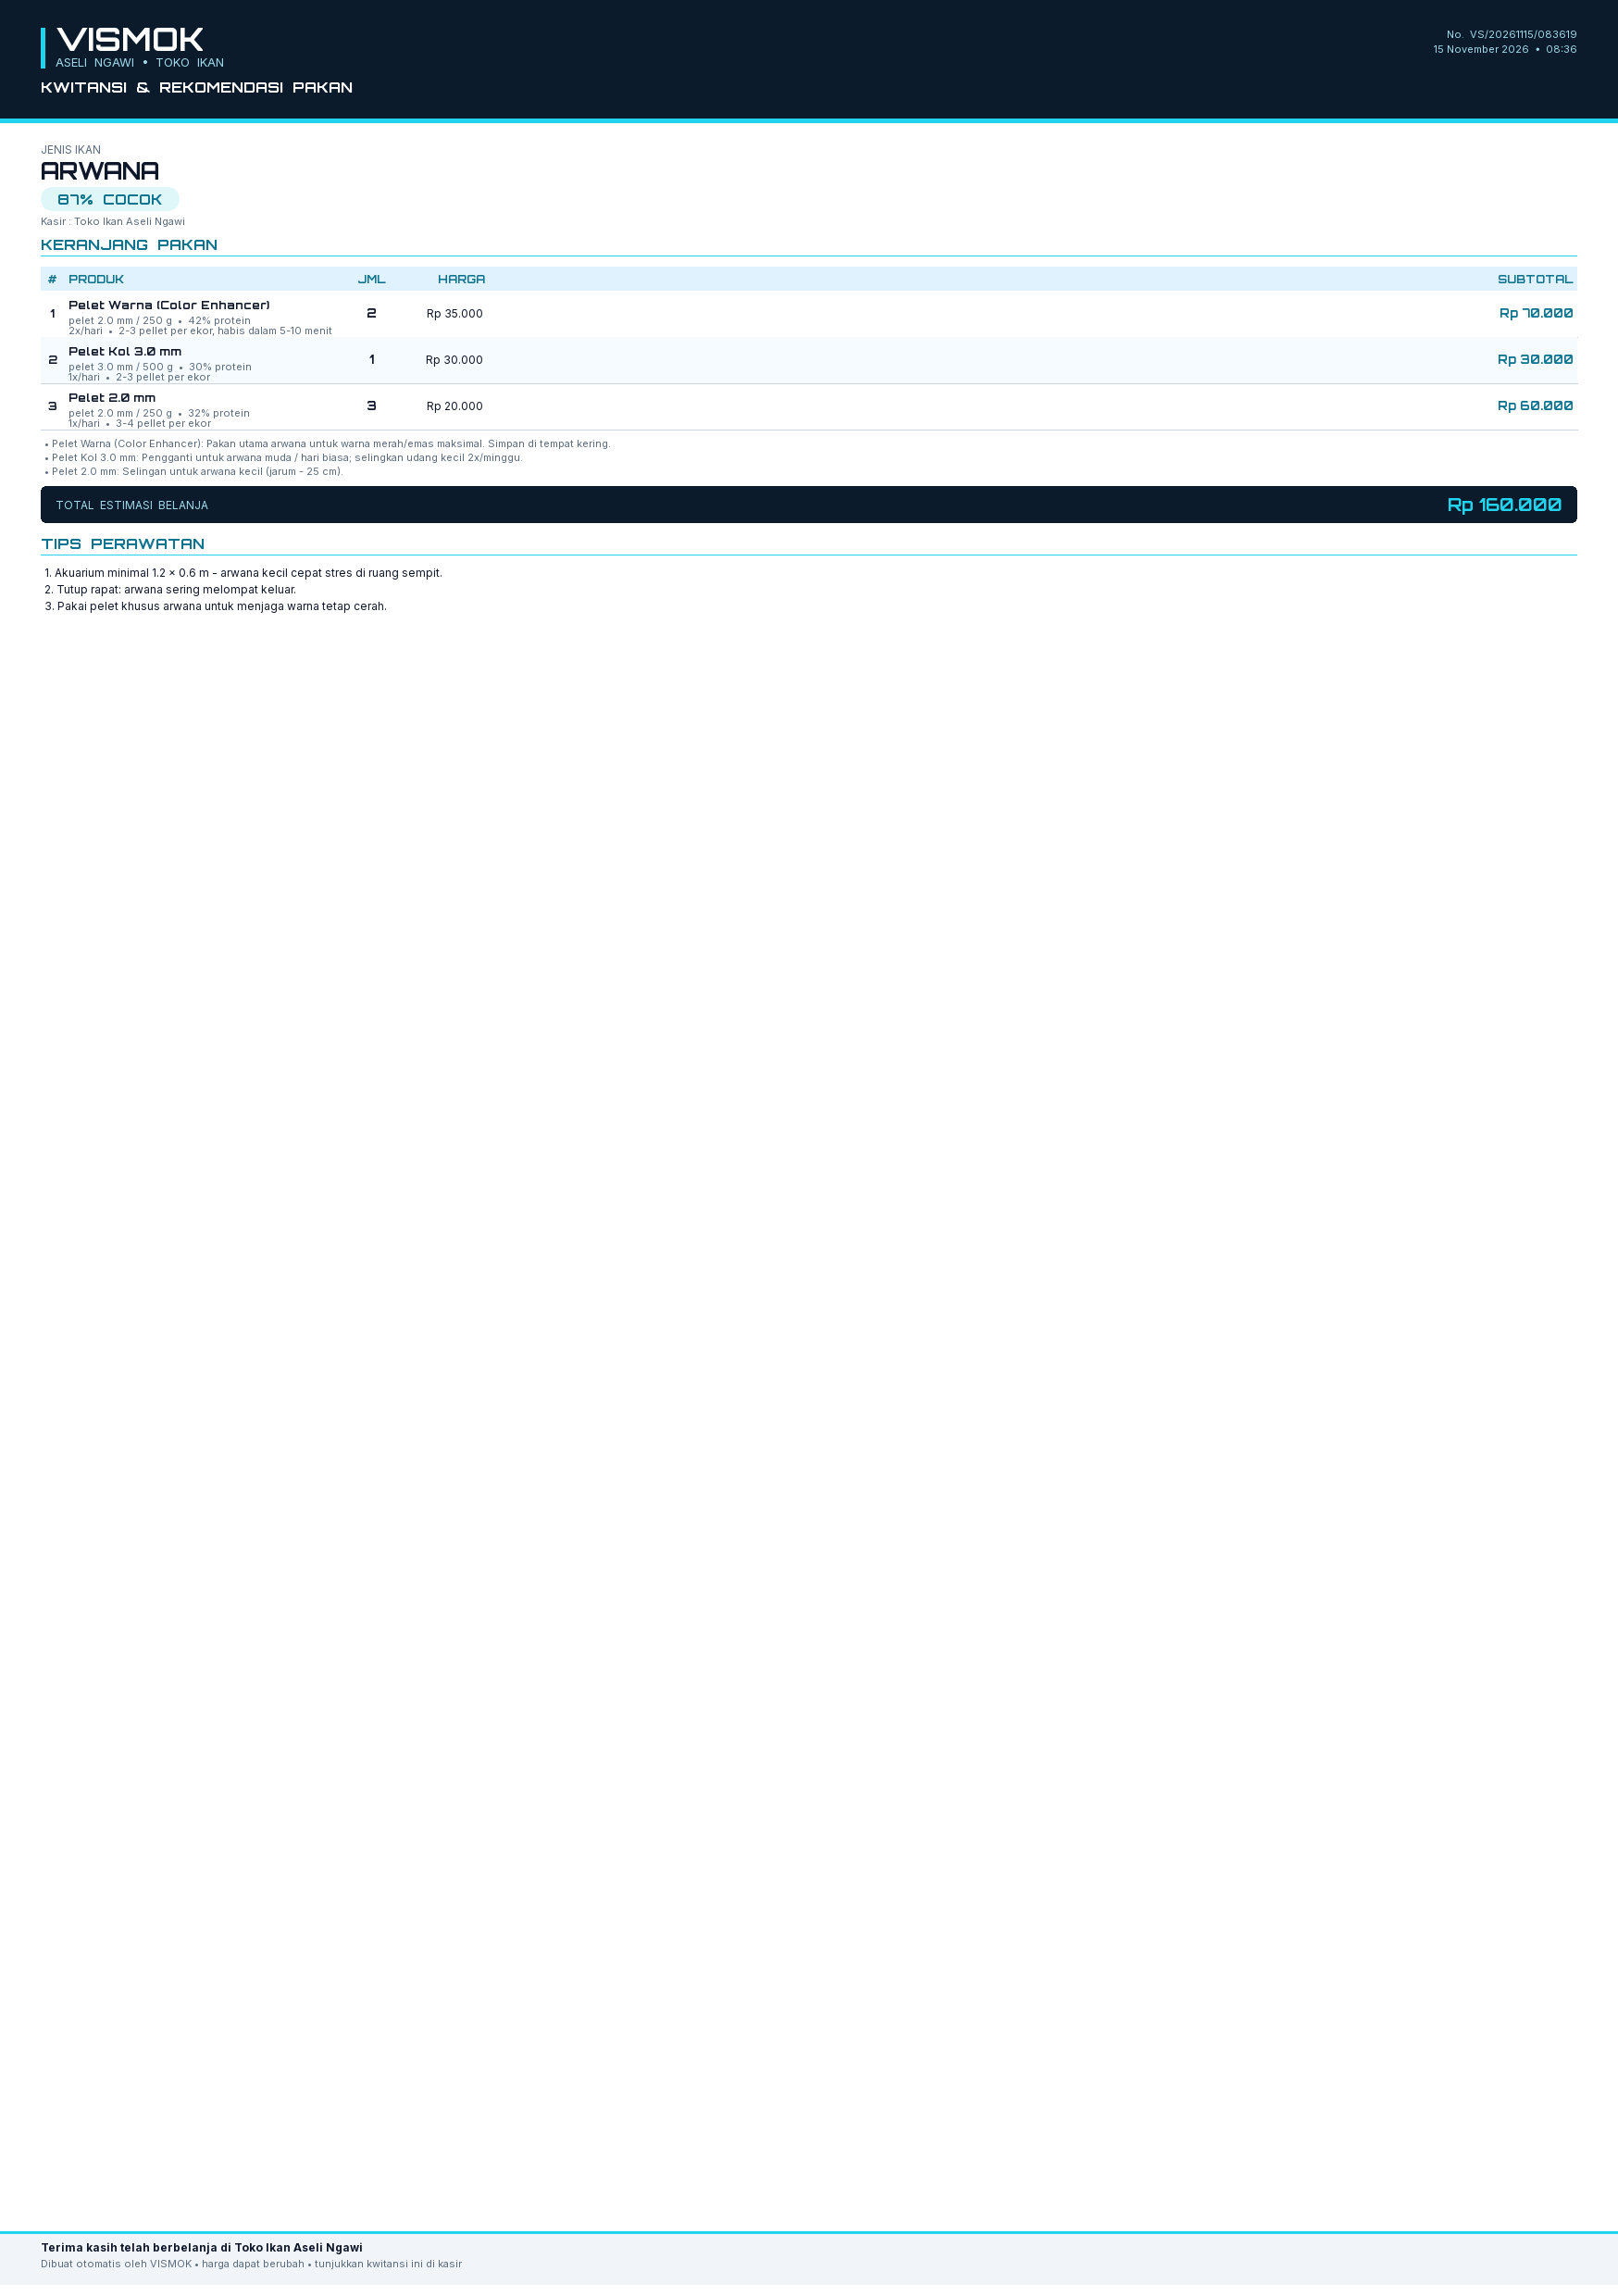 VISMOK
ASELI NGAWI • TOKO IKAN
KWITANSI & REKOMENDASI PAKAN
No. VS/20261115/083619
15 November 2026 • 08:36
JENIS IKAN
ARWANA
87% COCOK
Kasir : Toko Ikan Aseli Ngawi
KERANJANG PAKAN
# PRODUK JML HARGA SUBTOTAL
1 Pelet Warna (Color Enhancer) 2 Rp 35.000 Rp 70.000
pelet 2.0 mm / 250 g • 42% protein
2x/hari • 2-3 pellet per ekor, habis dalam 5-10 menit
2 Pelet Kol 3.0 mm 1 Rp 30.000 Rp 30.000
pelet 3.0 mm / 500 g • 30% protein
1x/hari • 2-3 pellet per ekor
3 Pelet 2.0 mm 3 Rp 20.000 Rp 60.000
pelet 2.0 mm / 250 g • 32% protein
1x/hari • 3-4 pellet per ekor
• Pelet Warna (Color Enhancer): Pakan utama arwana untuk warna merah/emas maksimal. Simpan di tempat kering.
• Pelet Kol 3.0 mm: Pengganti untuk arwana muda / hari biasa; selingkan udang kecil 2x/minggu.
• Pelet 2.0 mm: Selingan untuk arwana kecil (jarum - 25 cm).
TOTAL ESTIMASI BELANJA Rp 160.000
TIPS PERAWATAN
1. Akuarium minimal 1.2 × 0.6 m - arwana kecil cepat stres di ruang sempit.
2. Tutup rapat: arwana sering melompat keluar.
3. Pakai pelet khusus arwana untuk menjaga warna tetap cerah.
Terima kasih telah berbelanja di Toko Ikan Aseli Ngawi
Dibuat otomatis oleh VISMOK • harga dapat berubah • tunjukkan kwitansi ini di kasir